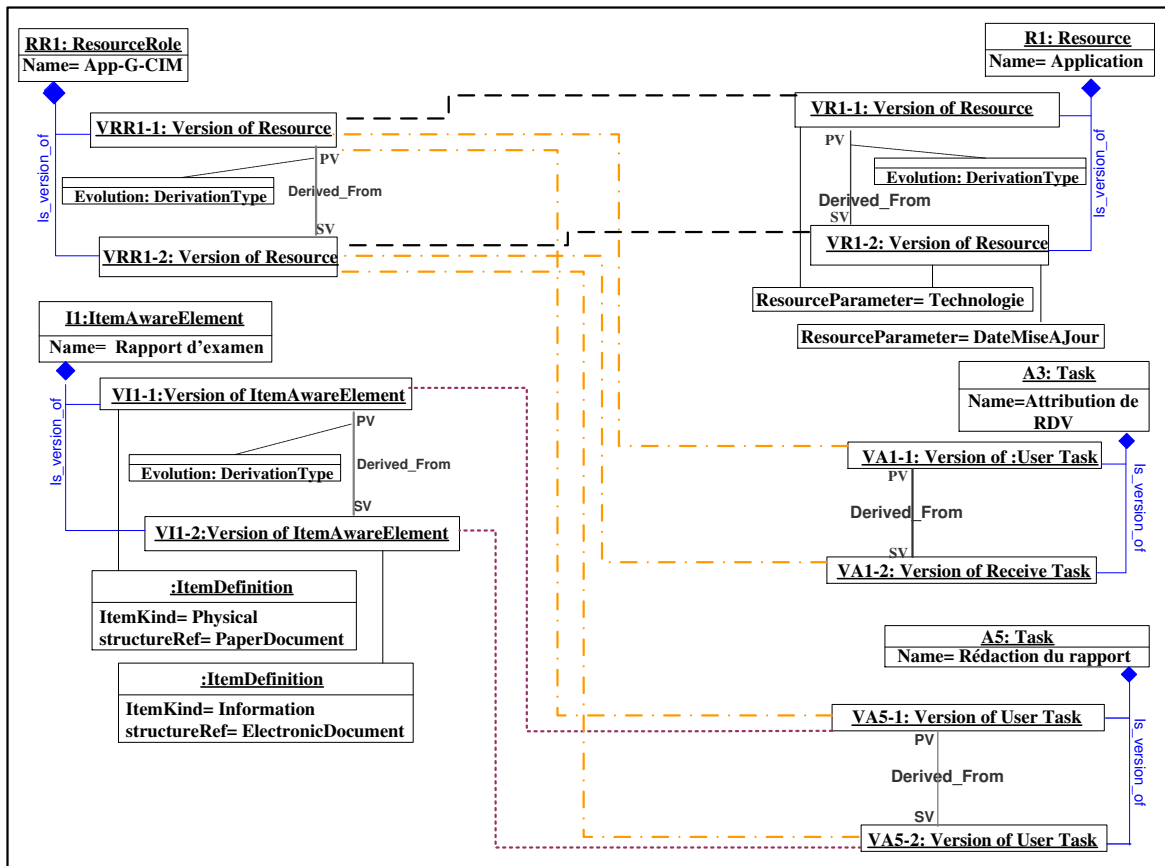 RR1: ResourceRole
Name= App-G-CIM
VRR1-1: Version of Resource
PV
Evolution: DerivationType
Derived_From
SV
VRR1-2: Version of Resource
Is_version_of
R1: Resource
Name= Application
VR1-1: Version of Resource
PV
Evolution: DerivationType
Derived_From
SV
VR1-2: Version of Resource
Is_version_of
ResourceParameter= Technologie
ResourceParameter= DateMiseAJour
I1:ItemAwareElement
Name= Rapport d'examen
VI1-1:Version of ItemAwareElement
PV
Evolution: DerivationType
Derived_From
SV
VI1-2:Version of ItemAwareElement
Is_version_of
:ItemDefinition
ItemKind= Physical
structureRef= PaperDocument
:ItemDefinition
ItemKind= Information
structureRef= ElectronicDocument
A3: Task
Name=Attribution de
RDV
VA1-1: Version of :User Task
PV
Derived_From
SV
VA1-2: Version of Receive Task
Is_version_of
A5: Task
Name= Rédaction du rapport
VA5-1: Version of User Task
PV
Derived_From
SV
VA5-2: Version of User Task
Is_version_of